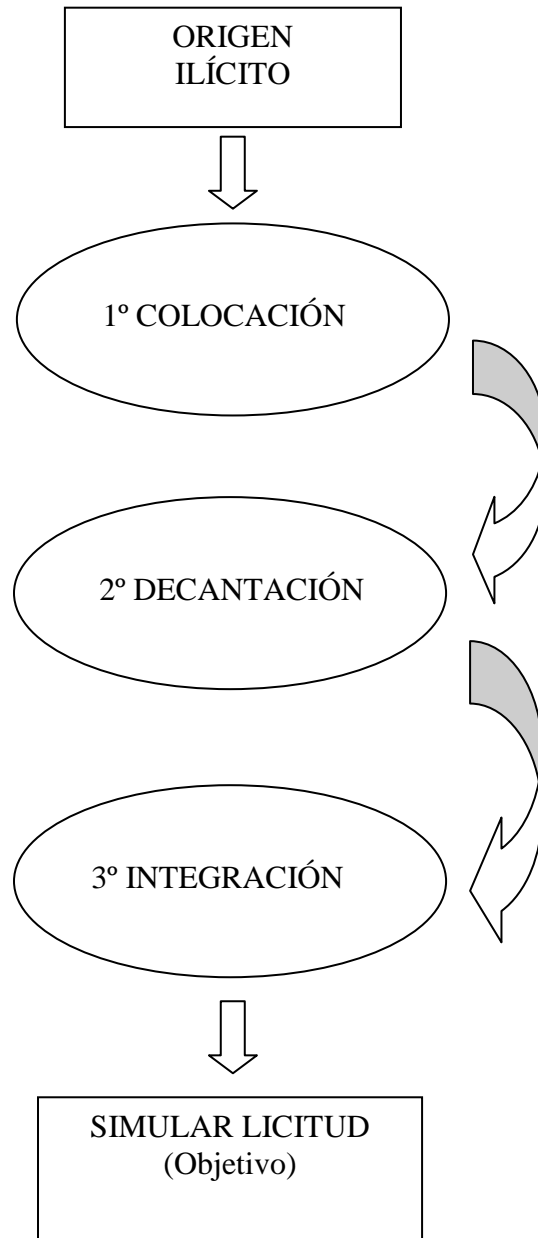 ORIGEN
ILÍCITO
1º COLOCACIÓN
2º DECANTACIÓN
3º INTEGRACIÓN
SIMULAR LICITUD
(Objetivo)